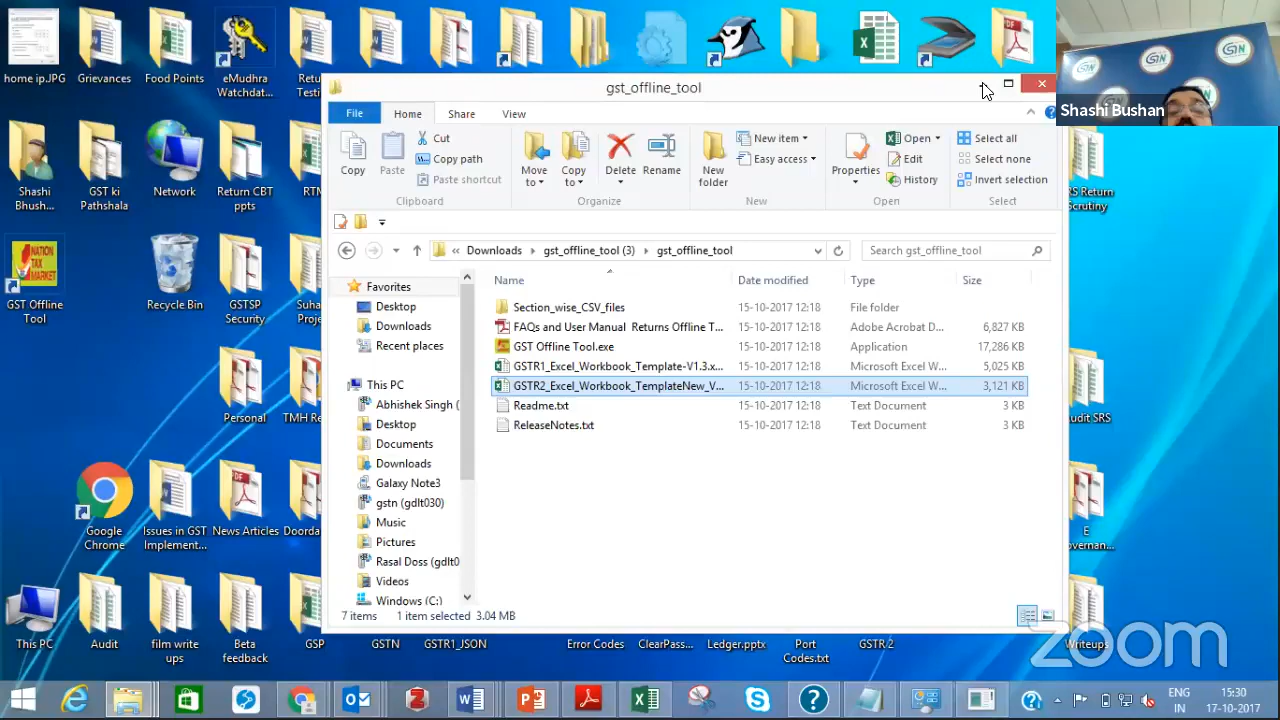 home ip.JPG
Grievances
Food Points
eMudhra Watchdat...
gst_offline_tool
Shashi Bushan
File
Home
Share
View
Copy
Paste
Cut
Copy path
Paste shortcut
Clipboard
Move to
Copy to
Delete
Rename
Organize
New folder
New item
Easy access
New
Properties
Open
Edit
History
Open
Select all
Select none
Invert selection
Select
Shashi Bhush...
GST ki Pathshala
Network
Return CBT ppts
RTN
Downloads
gst_offline_tool (3)
gst_offline_tool
Search gst_offline_tool
Name
Date modified
Type
Size
Section_wise_CSV_files 15-10-2017 12:18 File folder
FAQs and User Manual Returns Offline T... 15-10-2017 12:18 Adobe Acrobat D... 6,827 KB
GST Offline Tool.exe 15-10-2017 12:18 Application 17,286 KB
GSTR1_Excel_Workbook_Template-V1.3.x... 15-10-2017 12:18 Microsoft Excel W... 5,025 KB
GSTR2_Excel_Workbook_TemplateNew_V... 15-10-2017 12:18 Microsoft Excel W... 3,121 KB
Readme.txt 15-10-2017 12:18 Text Document 3 KB
ReleaseNotes.txt 15-10-2017 12:18 Text Document 3 KB
Favorites
Desktop
Downloads
Recent places
This PC
Abhishek Singh (
Desktop
Documents
Downloads
Galaxy Note3
gstn (gdlt030)
Music
Pictures
Rasal Doss (gdlt0
Videos
Windows (C:)
7 items
1 item selected 3.04 MB
NATION TAX MARKET
GST Offline Tool
Recycle Bin
GSTSP Security
Suha Proje
Personal
TMH Re
Google Chrome
Issues in GST Implement...
News Articles
Doorda
This PC
Audit
film write ups
Beta feedback
GSP
GSTN
GSTR1_JSON
Error Codes
ClearPass...
Ledger.pptx
Port Codes.txt
GSTR 2
Writeups
zoom
ENG
IN
15:30
17-10-2017